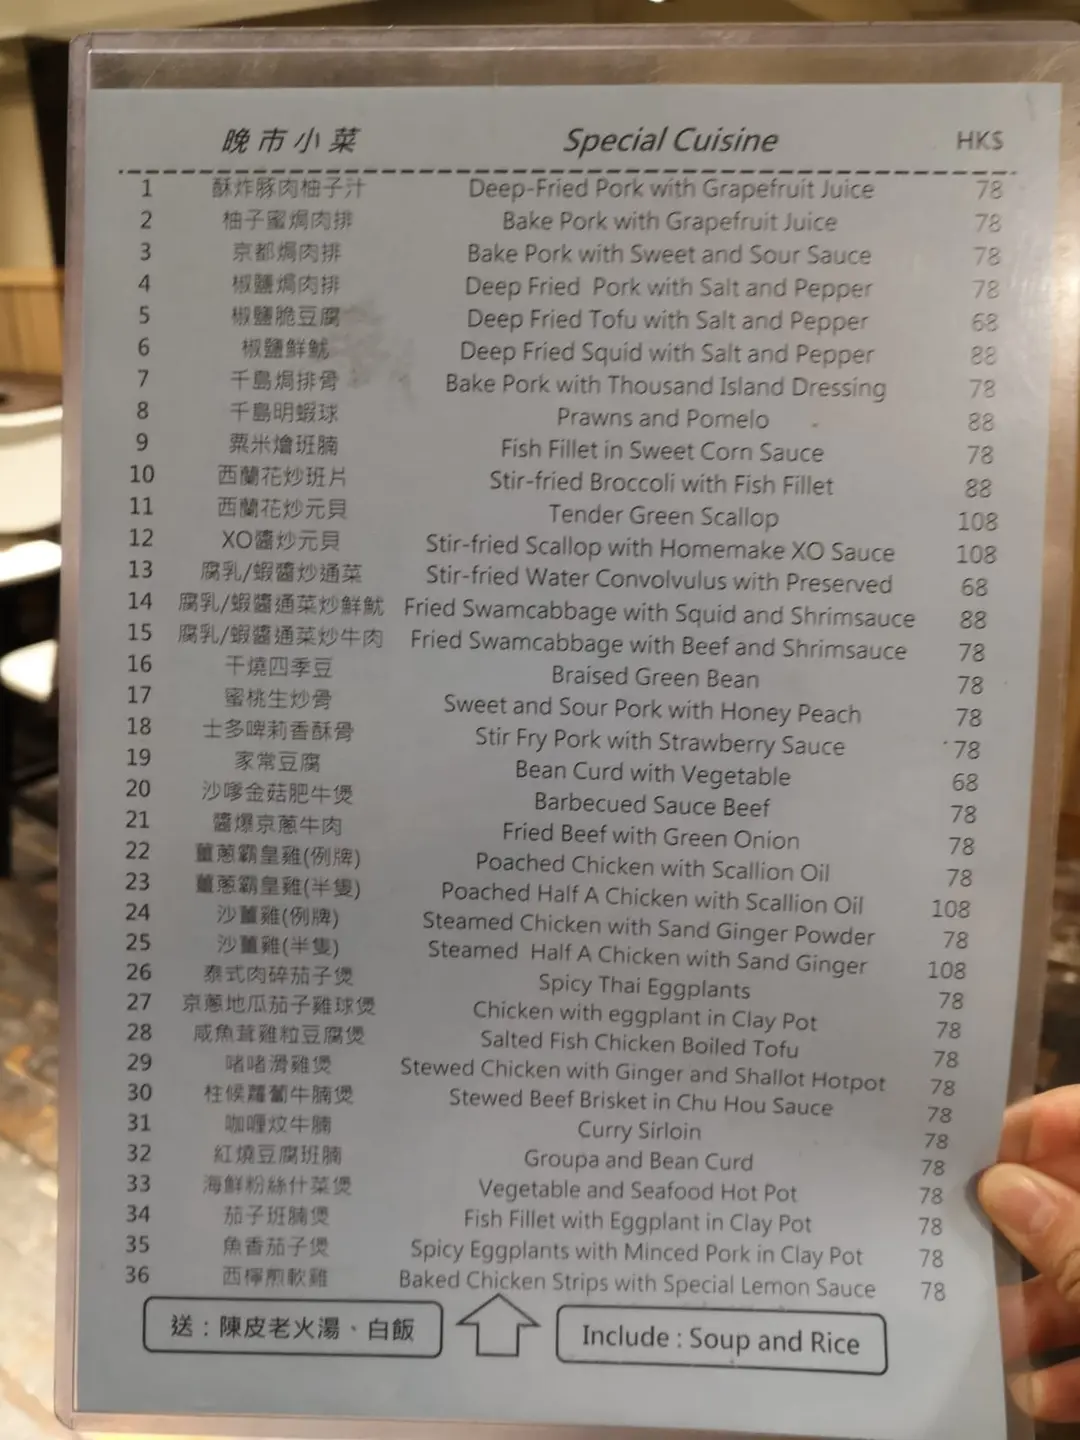 晚市小菜 Special Cuisine HK$
1 酥炸豚肉柚子汁 Deep-Fried Pork with Grapefruit Juice 78
2 柚子蜜焗肉排 Bake Pork with Grapefruit Juice 78
3 京都焗肉排 Bake Pork with Sweet and Sour Sauce 78
4 椒鹽焗肉排 Deep Fried Pork with Salt and Pepper 78
5 椒鹽脆豆腐 Deep Fried Tofu with Salt and Pepper 68
6 椒鹽鮮魷 Deep Fried Squid with Salt and Pepper 88
7 千島焗排骨 Bake Pork with Thousand Island Dressing 78
8 千島明蝦球 Prawns and Pomelo 88
9 粟米燴班腩 Fish Fillet in Sweet Corn Sauce 78
10 西蘭花炒班片 Stir-fried Broccoli with Fish Fillet 88
11 西蘭花炒元貝 Tender Green Scallop 108
12 XO醬炒元貝 Stir-fried Scallop with Homemake XO Sauce 108
13 腐乳/蝦醬炒通菜 Stir-fried Water Convolvulus with Preserved 68
14 腐乳/蝦醬通菜炒鮮魷 Fried Swamcabbage with Squid and Shrimsauce 88
15 腐乳/蝦醬通菜炒牛肉 Fried Swamcabbage with Beef and Shrimsauce 78
16 干燒四季豆 Braised Green Bean 78
17 蜜桃生炒骨 Sweet and Sour Pork with Honey Peach 78
18 士多啤莉香酥骨 Stir Fry Pork with Strawberry Sauce 78
19 家常豆腐 Bean Curd with Vegetable 68
20 沙嗲金菇肥牛煲 Barbecued Sauce Beef 78
21 醬爆京蔥牛肉 Fried Beef with Green Onion 78
22 薑蔥霸皇雞(例牌) Poached Chicken with Scallion Oil 78
23 薑蔥霸皇雞(半隻) Poached Half A Chicken with Scallion Oil 108
24 沙薑雞(例牌) Steamed Chicken with Sand Ginger Powder 78
25 沙薑雞(半隻) Steamed Half A Chicken with Sand Ginger 108
26 泰式肉碎茄子煲 Spicy Thai Eggplants 78
27 京蔥地瓜茄子雞球煲 Chicken with eggplant in Clay Pot 78
28 咸魚茸雞粒豆腐煲 Salted Fish Chicken Boiled Tofu 78
29 啫啫滑雞煲 Stewed Chicken with Ginger and Shallot Hotpot 78
30 柱候蘿蔔牛腩煲 Stewed Beef Brisket in Chu Hou Sauce 78
31 咖喱炆牛腩 Curry Sirloin 78
32 紅燒豆腐班腩 Groupa and Bean Curd 78
33 海鮮粉絲什菜煲 Vegetable and Seafood Hot Pot 78
34 茄子班腩煲 Fish Fillet with Eggplant in Clay Pot 78
35 魚香茄子煲 Spicy Eggplants with Minced Pork in Clay Pot 78
36 西檸煎軟雞 Baked Chicken Strips with Special Lemon Sauce 78
送：陳皮老火湯、白飯 Include : Soup and Rice